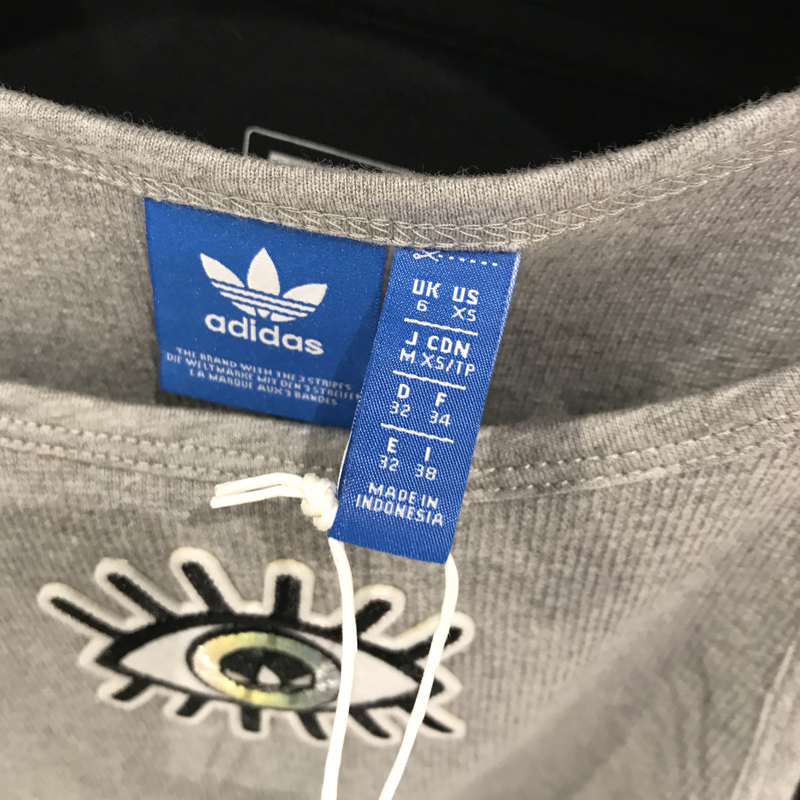 adidas
THE BRAND WITH THE 3 STRIPES
DIE WELTMARKE MIT DEN 3 STREIFEN
LA MARQUE AUX 3 BANDES
UK US
6 XS
J CDN
M XS/TP
D F
32 34
E I
32 38
MADE IN
INDONESIA